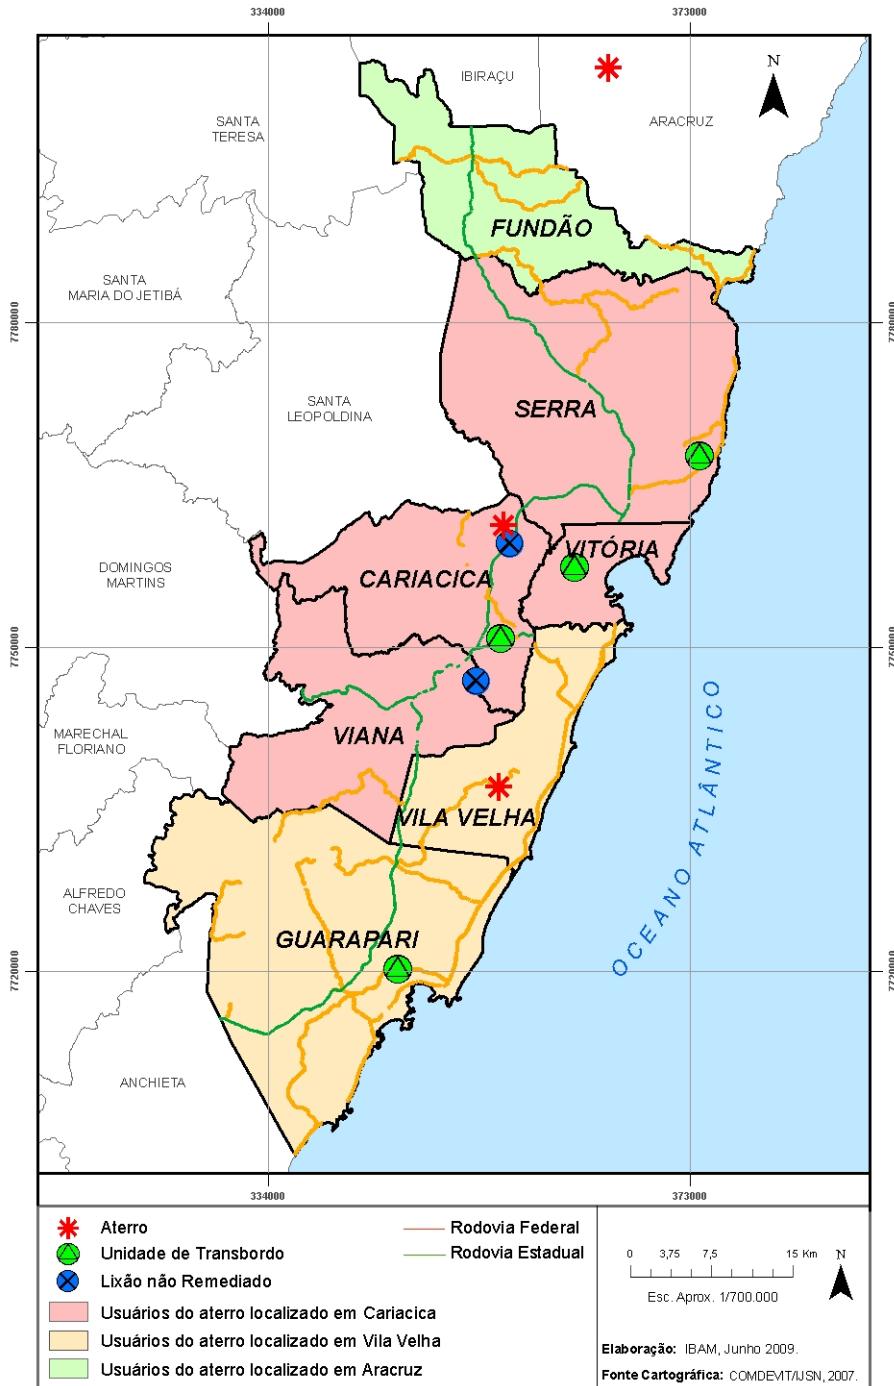 334000
373000
N
IBIRAÇU
ARACRUZ
SANTA
TERESA
FUNDÃO
SANTA
MARIA DO JETIBÁ
7780000
7780000
SERRA
SANTA
LEOPOLDINA
VITÓRIA
DOMINGOS
MARTINS
CARIACICA
7750000
7750000
MARECHAL
FLORIANO
VIANA
OCEANO ATLÂNTICO
VILA VELHA
ALFREDO
CHAVES
GUARAPARI
7720000
7720000
ANCHIETA
334000
373000
Aterro
Unidade de Transbordo
Lixão não Remediado
Usuários do aterro localizado em Cariacica
Usuários do aterro localizado em Vila Velha
Usuários do aterro localizado em Aracruz
Rodovia Federal
Rodovia Estadual
0 3,75 7,5 15 Km
N
Esc. Aprox. 1/700.000
Elaboração: IBAM, Junho 2009.
Fonte Cartográfica: COMDEVIT/IJSN, 2007.